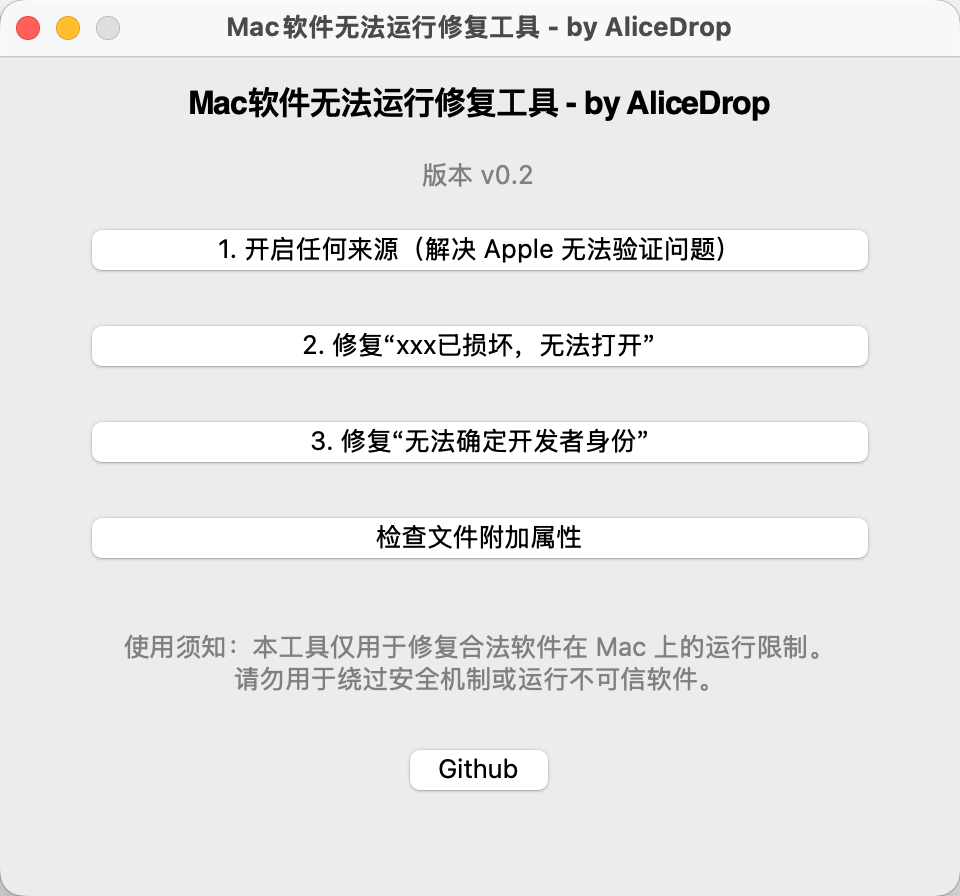 Mac软件无法运行修复工具 - by AliceDrop
Mac软件无法运行修复工具 - by AliceDrop
版本 v0.2
1. 开启任何来源（解决 Apple 无法验证问题）
2. 修复“xxx已损坏，无法打开”
3. 修复“无法确定开发者身份”
检查文件附加属性
使用须知：本工具仅用于修复合法软件在 Mac 上的运行限制。
请勿用于绕过安全机制或运行不可信软件。
Github